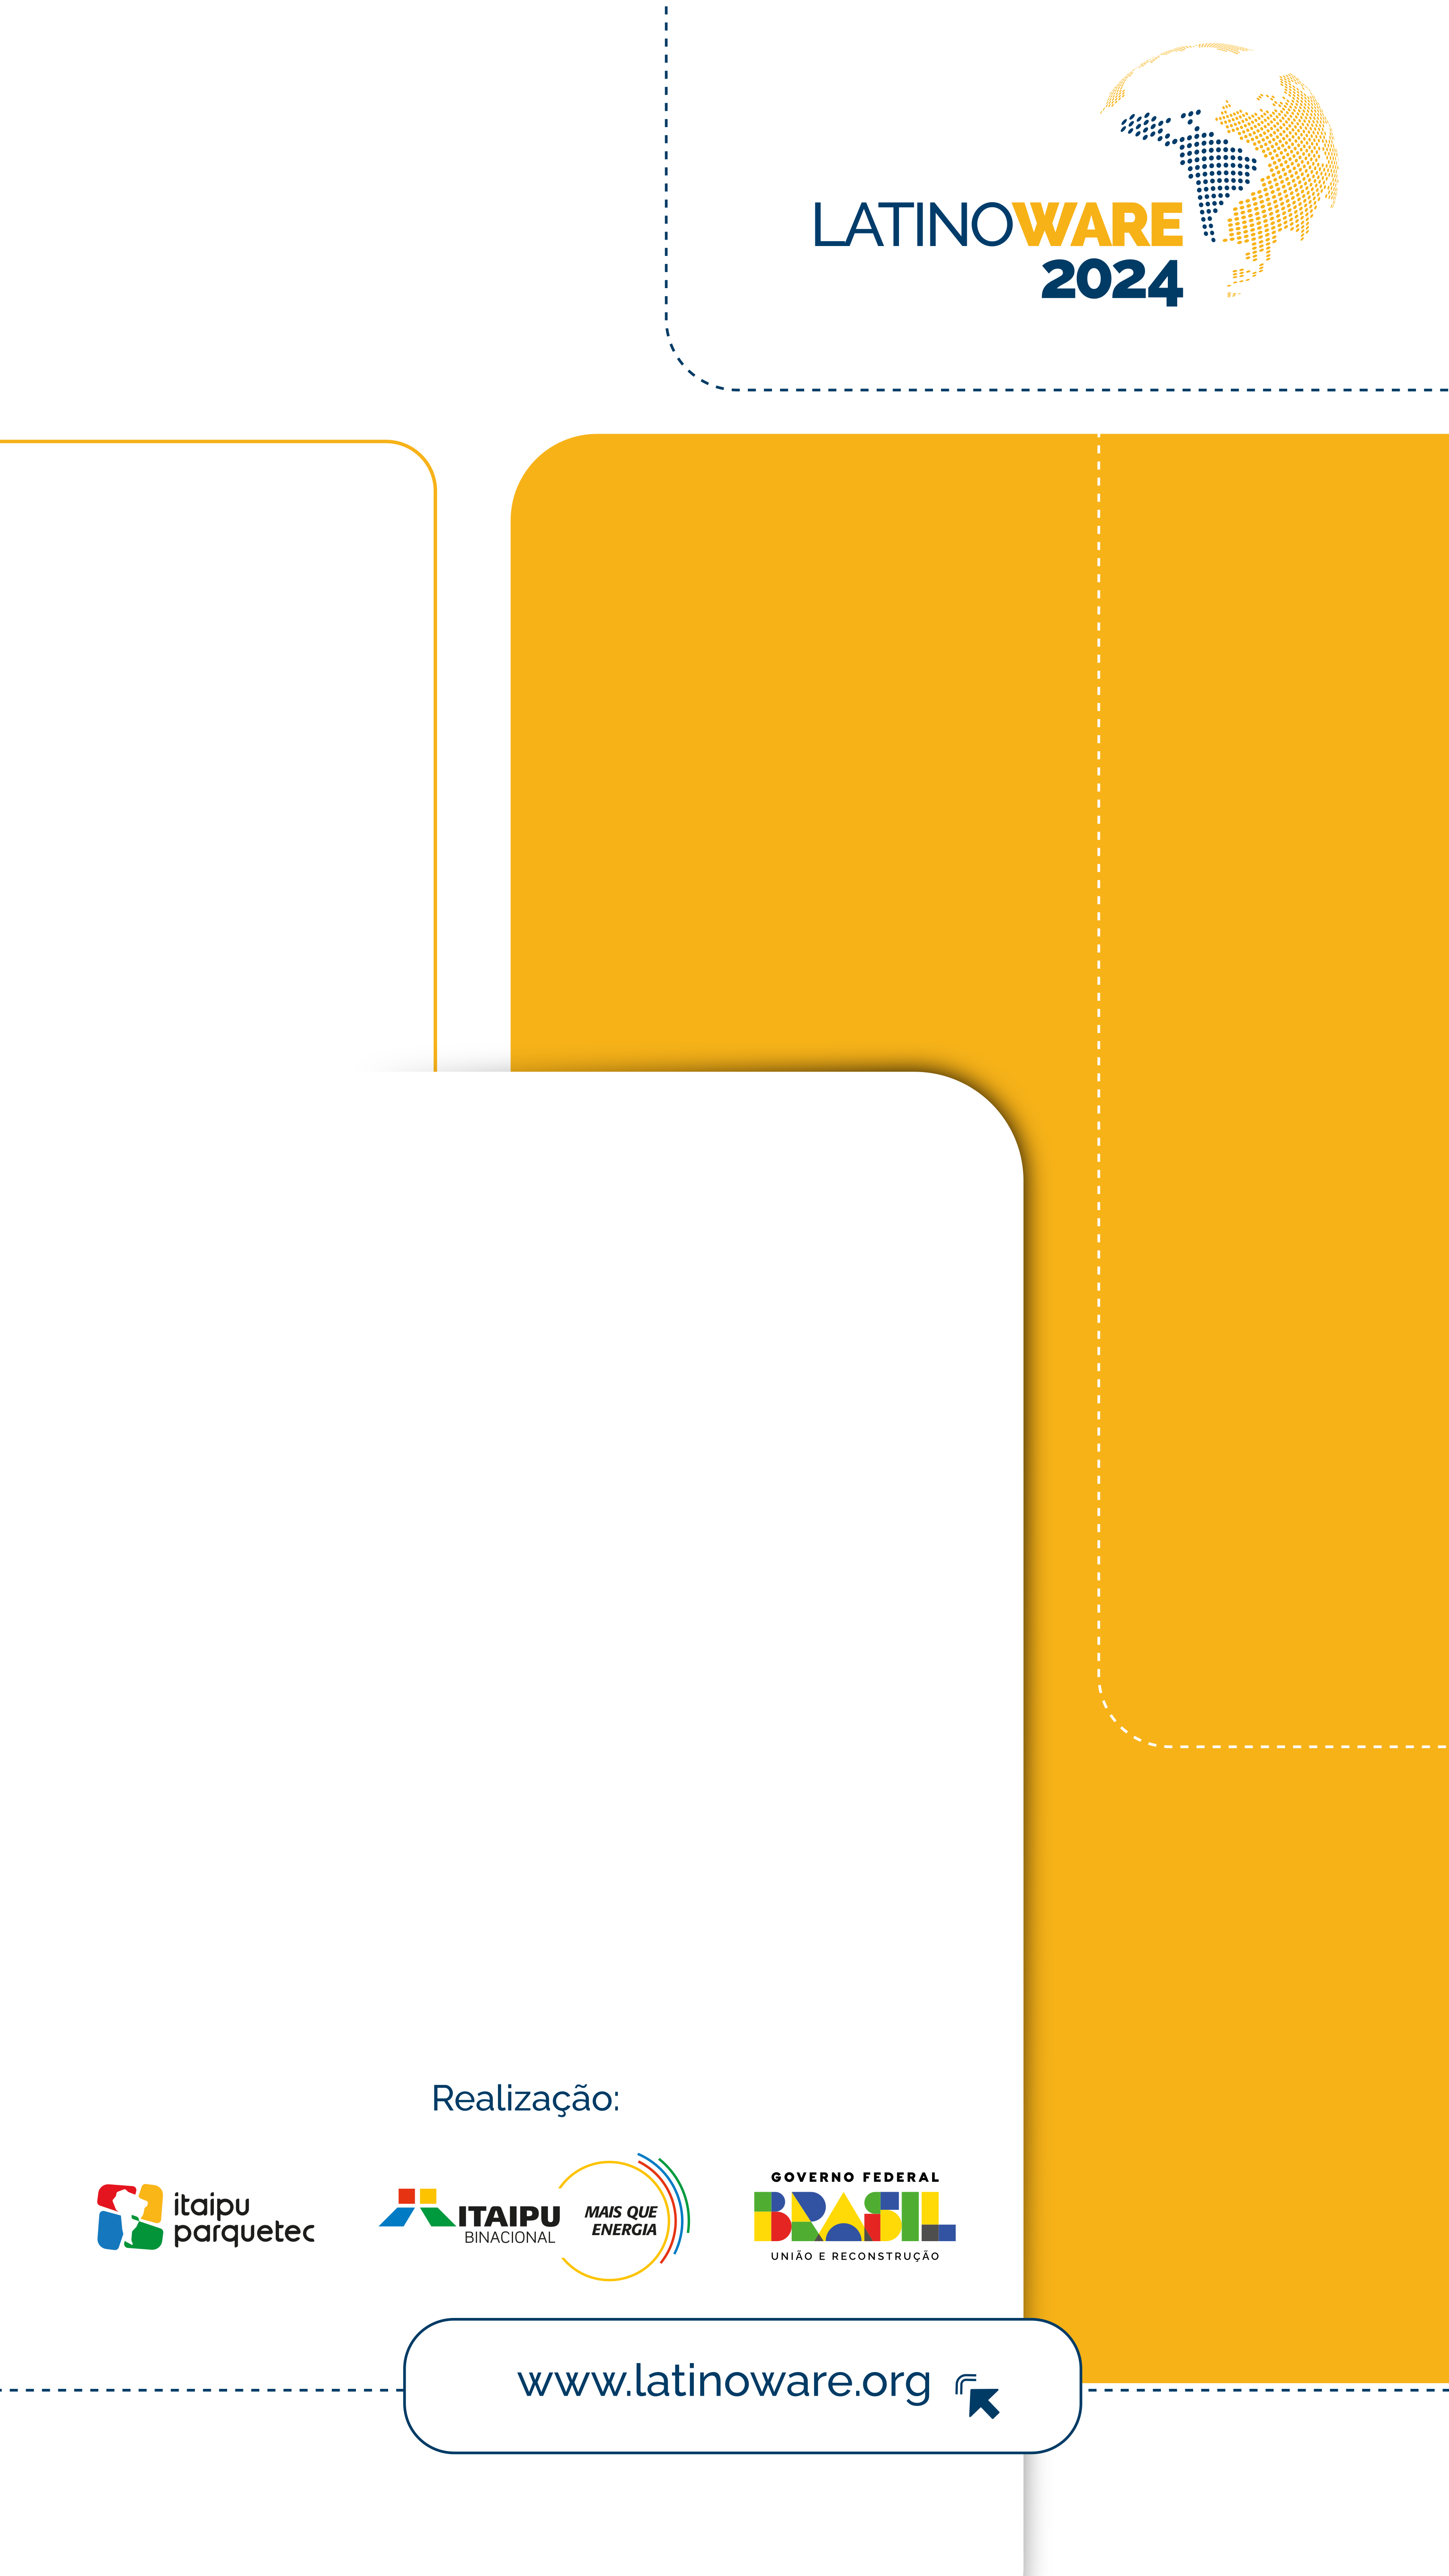 LATINOWARE
2024
Realização:
itaipu
parquetec
ITAIPU
BINACIONAL
MAIS QUE
ENERGIA
GOVERNO FEDERAL
BRASIL
UNIÃO E RECONSTRUÇÃO
www.latinoware.org